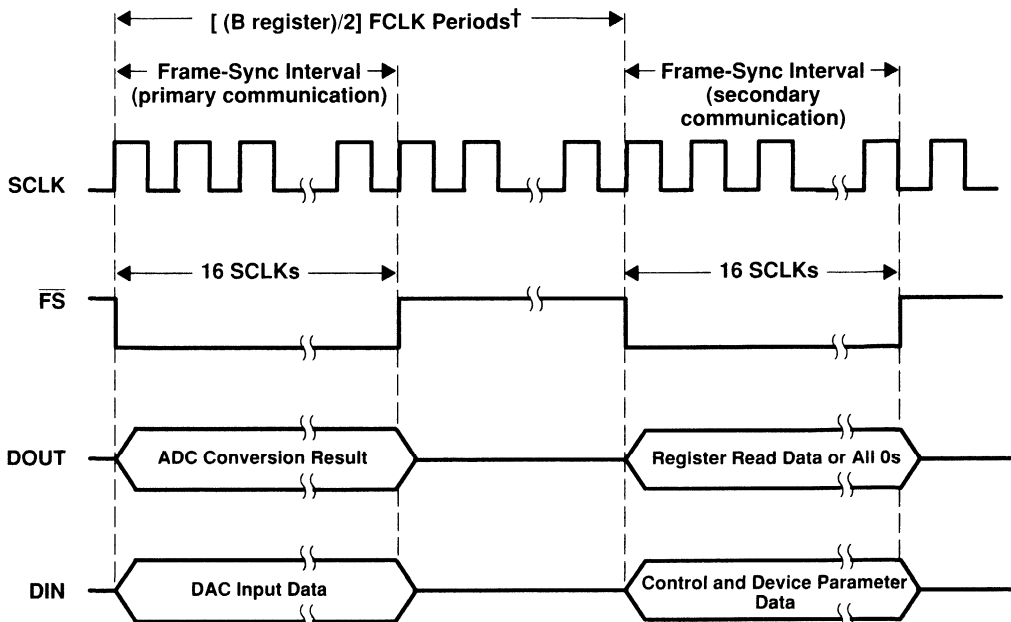 [ (B register)/2] FCLK Periods†
Frame-Sync Interval
(primary communication)
Frame-Sync Interval
(secondary
communication)
SCLK
16 SCLKs
16 SCLKs
FS
DOUT
ADC Conversion Result
Register Read Data or All 0s
DIN
DAC Input Data
Control and Device Parameter
Data